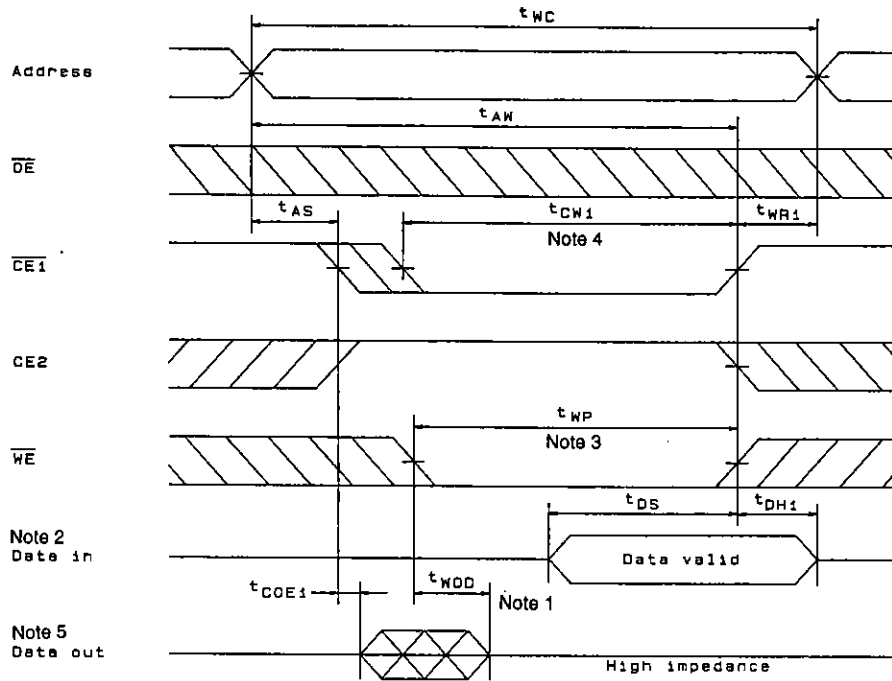 tWC
Address
tAW
OE
tAS
tCW1
tWR1
Note 4
CE1
CE2
tWP
WE
Note 3
tDS
tDH1
Note 2
Data in
Data valid
tCOE1
tWOD
Note 1
Note 5
Data out
High impedance